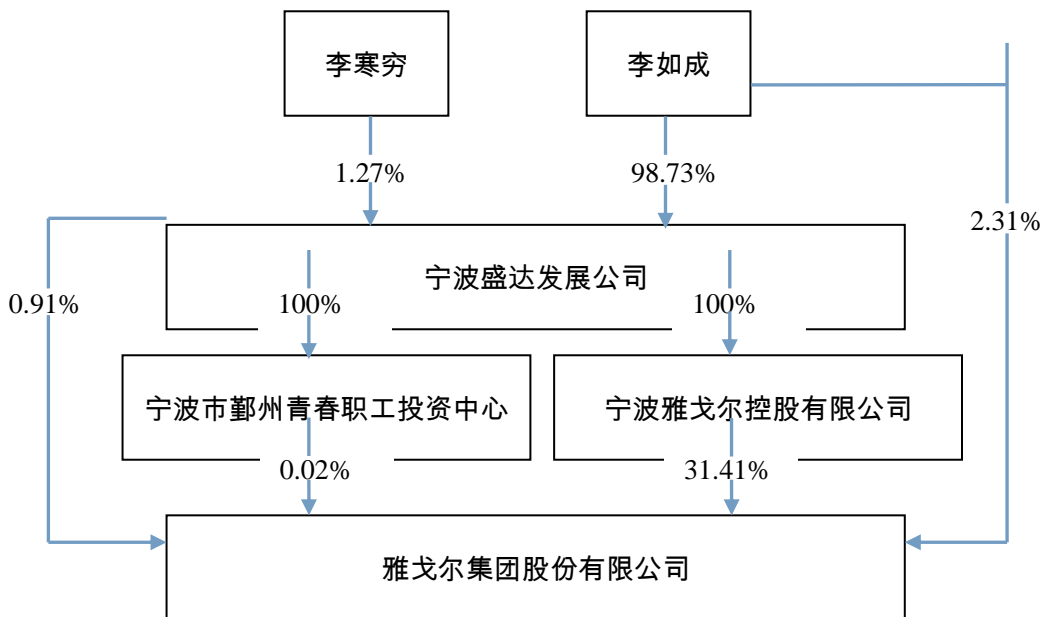 李寒穷
李如成
1.27%
98.73%
2.31%
宁波盛达发展公司
0.91%
100%
100%
宁波市鄞州青春职工投资中心
宁波雅戈尔控股有限公司
0.02%
31.41%
雅戈尔集团股份有限公司